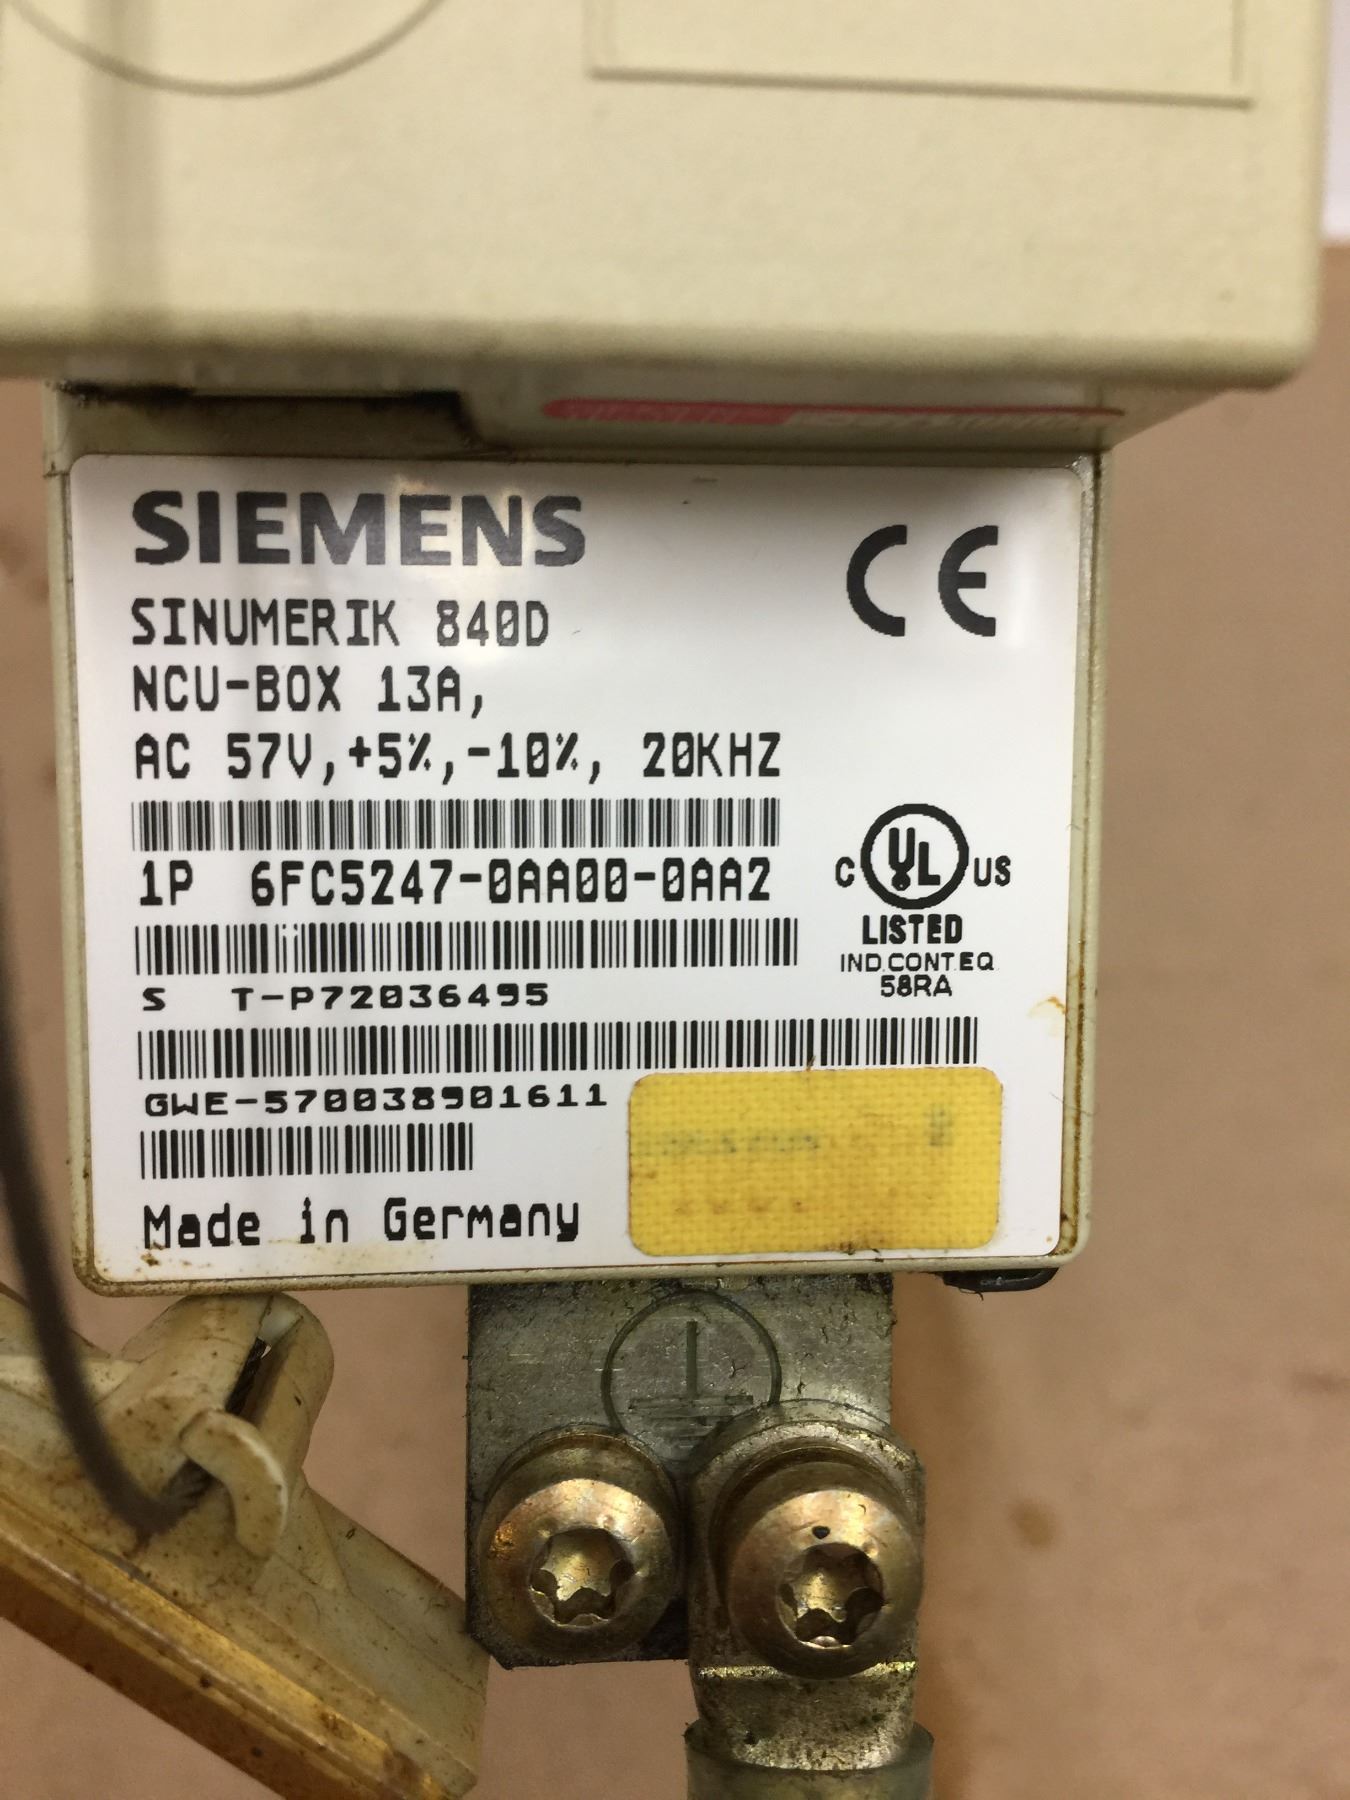 SIEMENS
CE
SINUMERIK 840D
NCU-BOX 13A,
AC 57V,+5%,-10%, 20KHZ
1P 6FC5247-0AA00-0AA2
C UL US
LISTED
IND.CONT.EQ
58RA
S T-P72036495
GWE-570038901611
Made in Germany